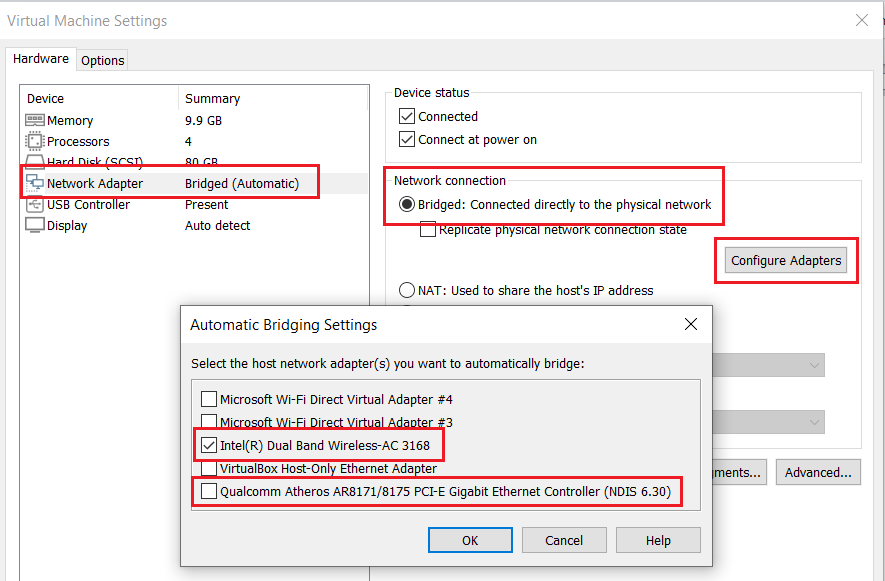 Virtual Machine Settings
Hardware
Options
Device Summary
Memory 9.9 GB
Processors 4
Hard Disk (SCSI) 80 GB
Network Adapter Bridged (Automatic)
USB Controller Present
Display Auto detect
Device status
Connected
Connect at power on
Network connection
Bridged: Connected directly to the physical network
Replicate physical network connection state
Configure Adapters
NAT: Used to share the host's IP address
Automatic Bridging Settings
Select the host network adapter(s) you want to automatically bridge:
Microsoft Wi-Fi Direct Virtual Adapter #4
Microsoft Wi-Fi Direct Virtual Adapter #3
Intel(R) Dual Band Wireless-AC 3168
VirtualBox Host-Only Ethernet Adapter
Qualcomm Atheros AR8171/8175 PCI-E Gigabit Ethernet Controller (NDIS 6.30)
gments... Advanced...
OK Cancel Help